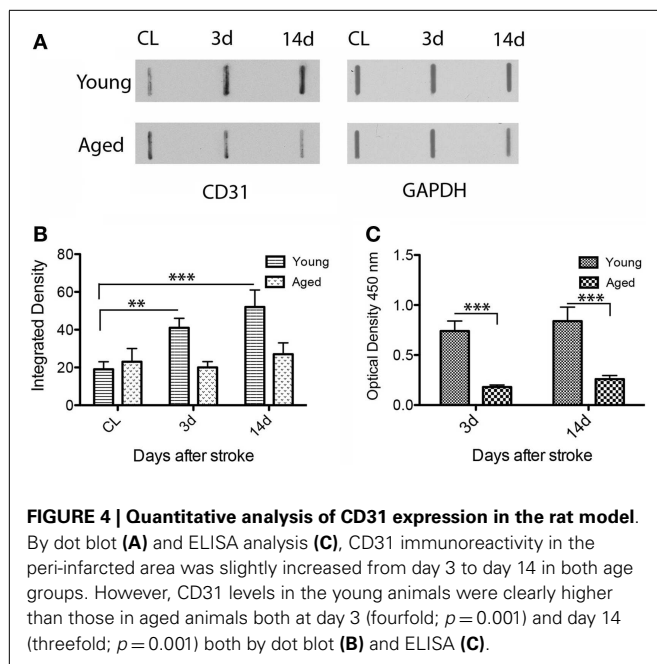 A
CL 3d 14d CL 3d 14d
Young
Aged
CD31 GAPDH
B
C
80
60
40
20
0
Integrated Density
Young
Aged
***
**
CL 3d 14d
Days after stroke
1.5
1.0
0.5
0.0
Optical Density 450 nm
Young
Aged
*** ***
3d 14d
Days after stroke
FIGURE 4 | Quantitative analysis of CD31 expression in the rat model.
By dot blot (A) and ELISA analysis (C), CD31 immunoreactivity in the
peri-infarcted area was slightly increased from day 3 to day 14 in both age
groups. However, CD31 levels in the young animals were clearly higher
than those in aged animals both at day 3 (fourfold; p = 0.001) and day 14
(threefold; p = 0.001) both by dot blot (B) and ELISA (C).